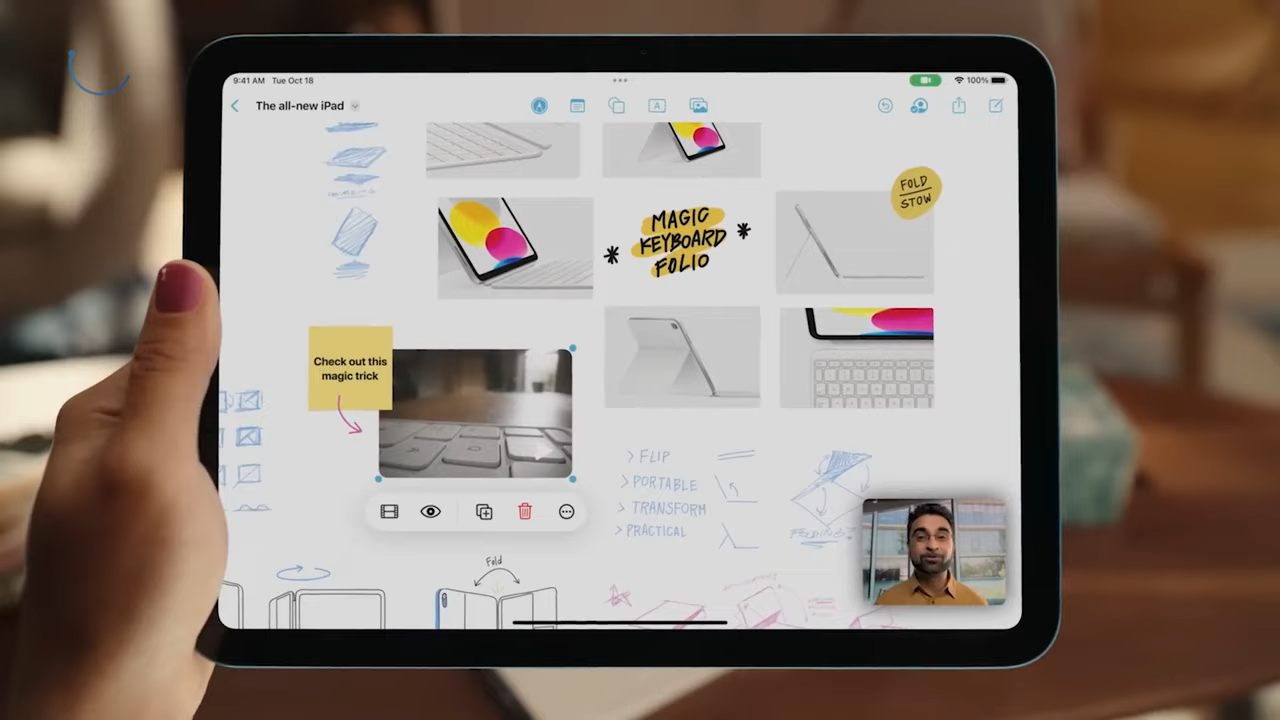 9:41 AM Tue Oct 18
100%
The all-new iPad
A
FOLD
STOW
MAGIC
KEYBOARD
FOLIO
Check out this
magic trick
> FLIP
> PORTABLE
> TRANSFORM
> PRACTICAL
FOLDING
Fold